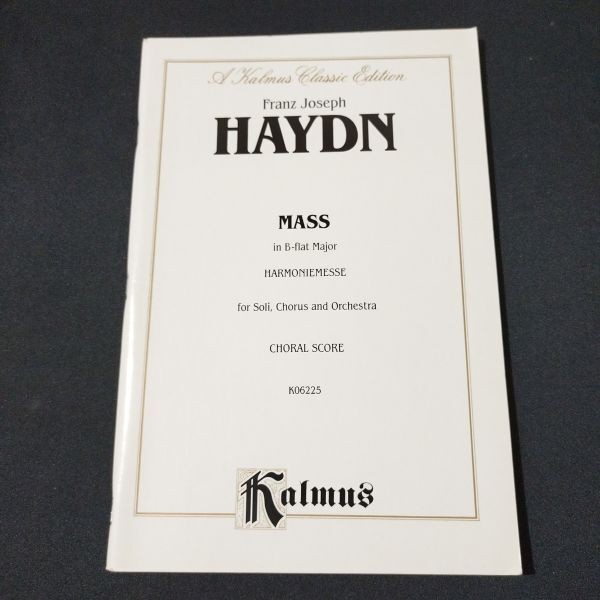 A Kalmus Classic Edition
Franz Joseph
HAYDN
MASS
in B-flat Major
HARMONIEMESSE
for Soli, Chorus and Orchestra
CHORAL SCORE
K06225
Kalmus